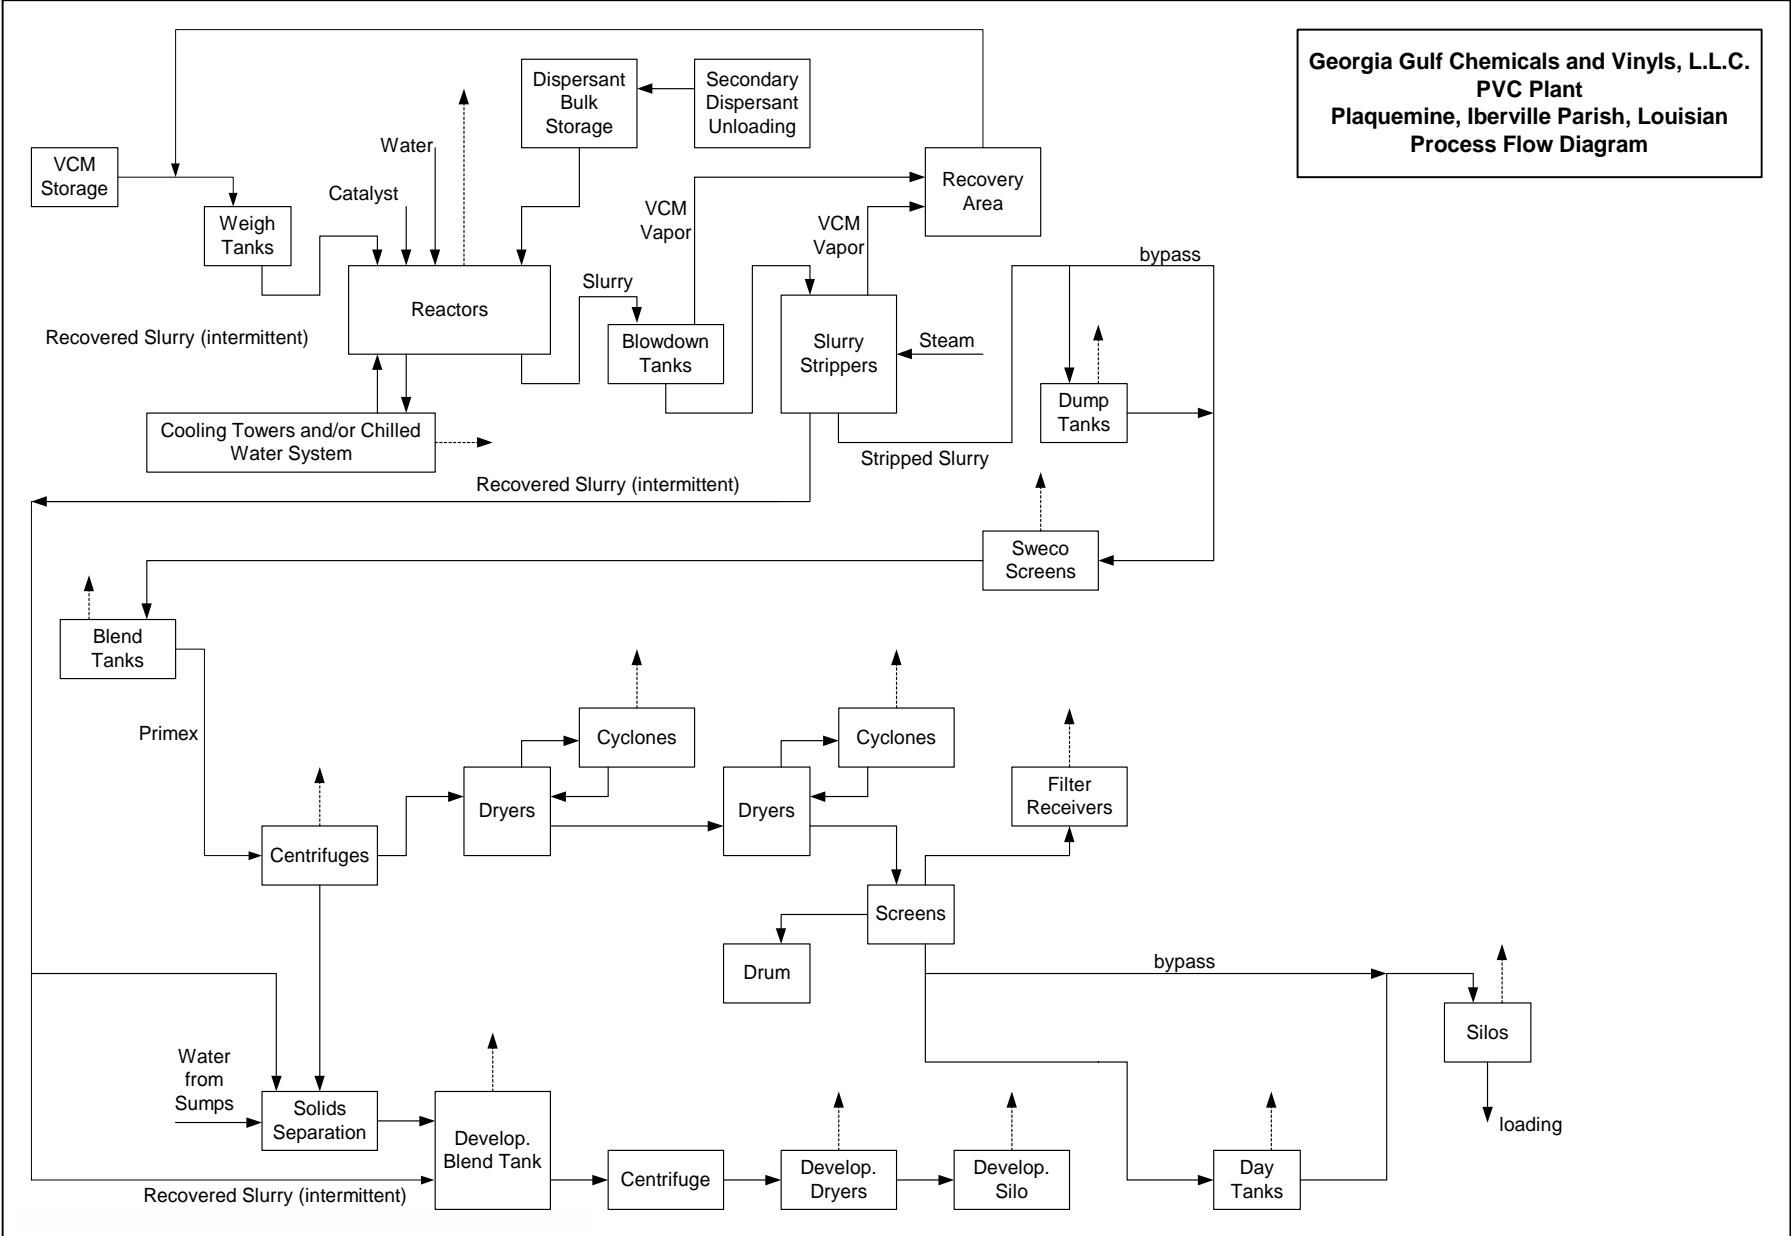 Georgia Gulf Chemicals and Vinyls, L.L.C.
PVC Plant
Plaquemine, Iberville Parish, Louisian
Process Flow Diagram
Dispersant
Bulk
Storage
Secondary
Dispersant
Unloading
VCM
Storage
Water
Catalyst
Weigh
Tanks
VCM
Vapor
VCM
Vapor
Recovery
Area
bypass
Reactors
Slurry
Recovered Slurry (intermittent)
Blowdown
Tanks
Slurry
Strippers
Steam
Dump
Tanks
Cooling Towers and/or Chilled
Water System
Stripped Slurry
Recovered Slurry (intermittent)
Sweco
Screens
Blend
Tanks
Primex
Cyclones
Cyclones
Dryers
Dryers
Filter
Receivers
Centrifuges
Screens
Drum
bypass
Silos
loading
Water
from
Sumps
Solids
Separation
Develop.
Blend Tank
Centrifuge
Develop.
Dryers
Develop.
Silo
Day
Tanks
Recovered Slurry (intermittent)